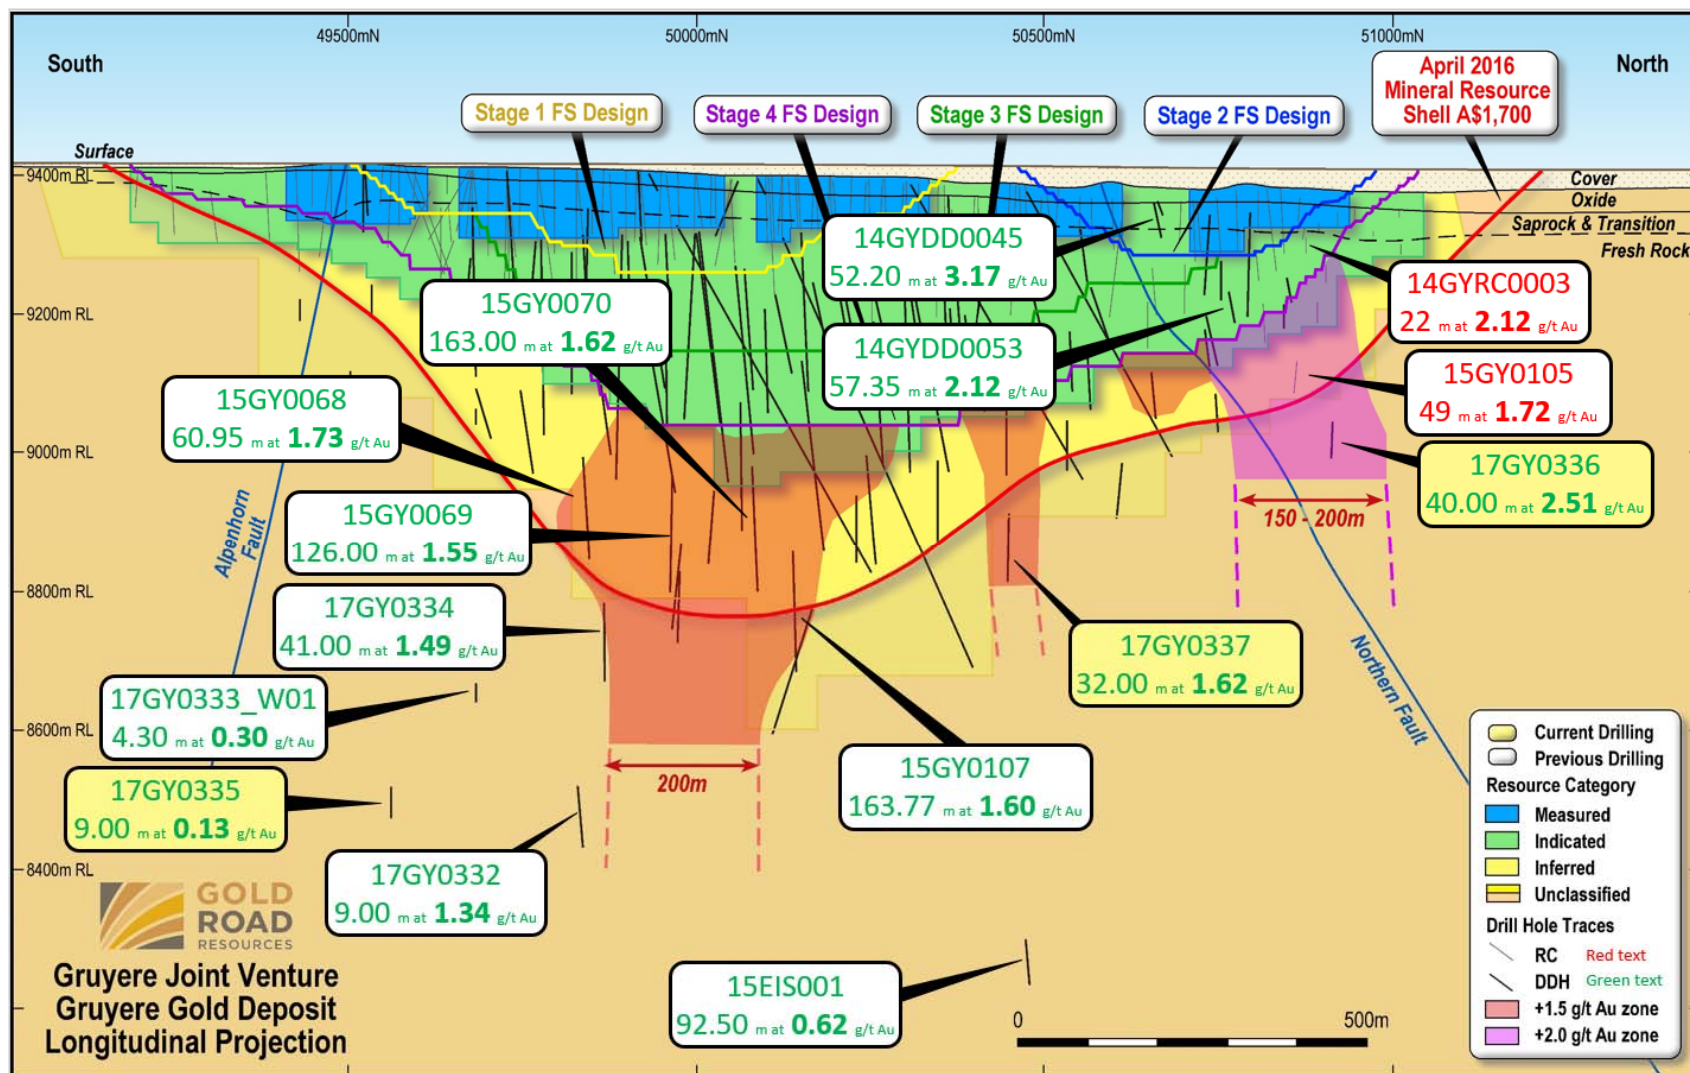 49500mN
50000mN
50500mN
51000mN
South
North
April 2016
Mineral Resource
Shell A$1,700
Stage 1 FS Design
Stage 4 FS Design
Stage 3 FS Design
Stage 2 FS Design
Surface
9400m RL
Cover
Oxide
Saprock & Transition
Fresh Rock
14GYDD0045
52.20 m at 3.17 g/t Au
14GYRC0003
22 m at 2.12 g/t Au
15GY0070
163.00 m at 1.62 g/t Au
9200m RL
14GYDD0053
57.35 m at 2.12 g/t Au
15GY0105
49 m at 1.72 g/t Au
15GY0068
60.95 m at 1.73 g/t Au
9000m RL
17GY0336
40.00 m at 2.51 g/t Au
15GY0069
126.00 m at 1.55 g/t Au
150 - 200m
Alpenhorn
Fault
8800m RL
17GY0334
41.00 m at 1.49 g/t Au
17GY0337
32.00 m at 1.62 g/t Au
Northern Fault
17GY0333_W01
4.30 m at 0.30 g/t Au
8600m RL
200m
15GY0107
163.77 m at 1.60 g/t Au
17GY0335
9.00 m at 0.13 g/t Au
17GY0332
9.00 m at 1.34 g/t Au
8400m RL
GOLD
ROAD
RESOURCES
Gruyere Joint Venture
Gruyere Gold Deposit
Longitudinal Projection
15EIS001
92.50 m at 0.62 g/t Au
0
500m
Current Drilling
Previous Drilling
Resource Category
Measured
Indicated
Inferred
Unclassified
Drill Hole Traces
RC Red text
DDH Green text
+1.5 g/t Au zone
+2.0 g/t Au zone